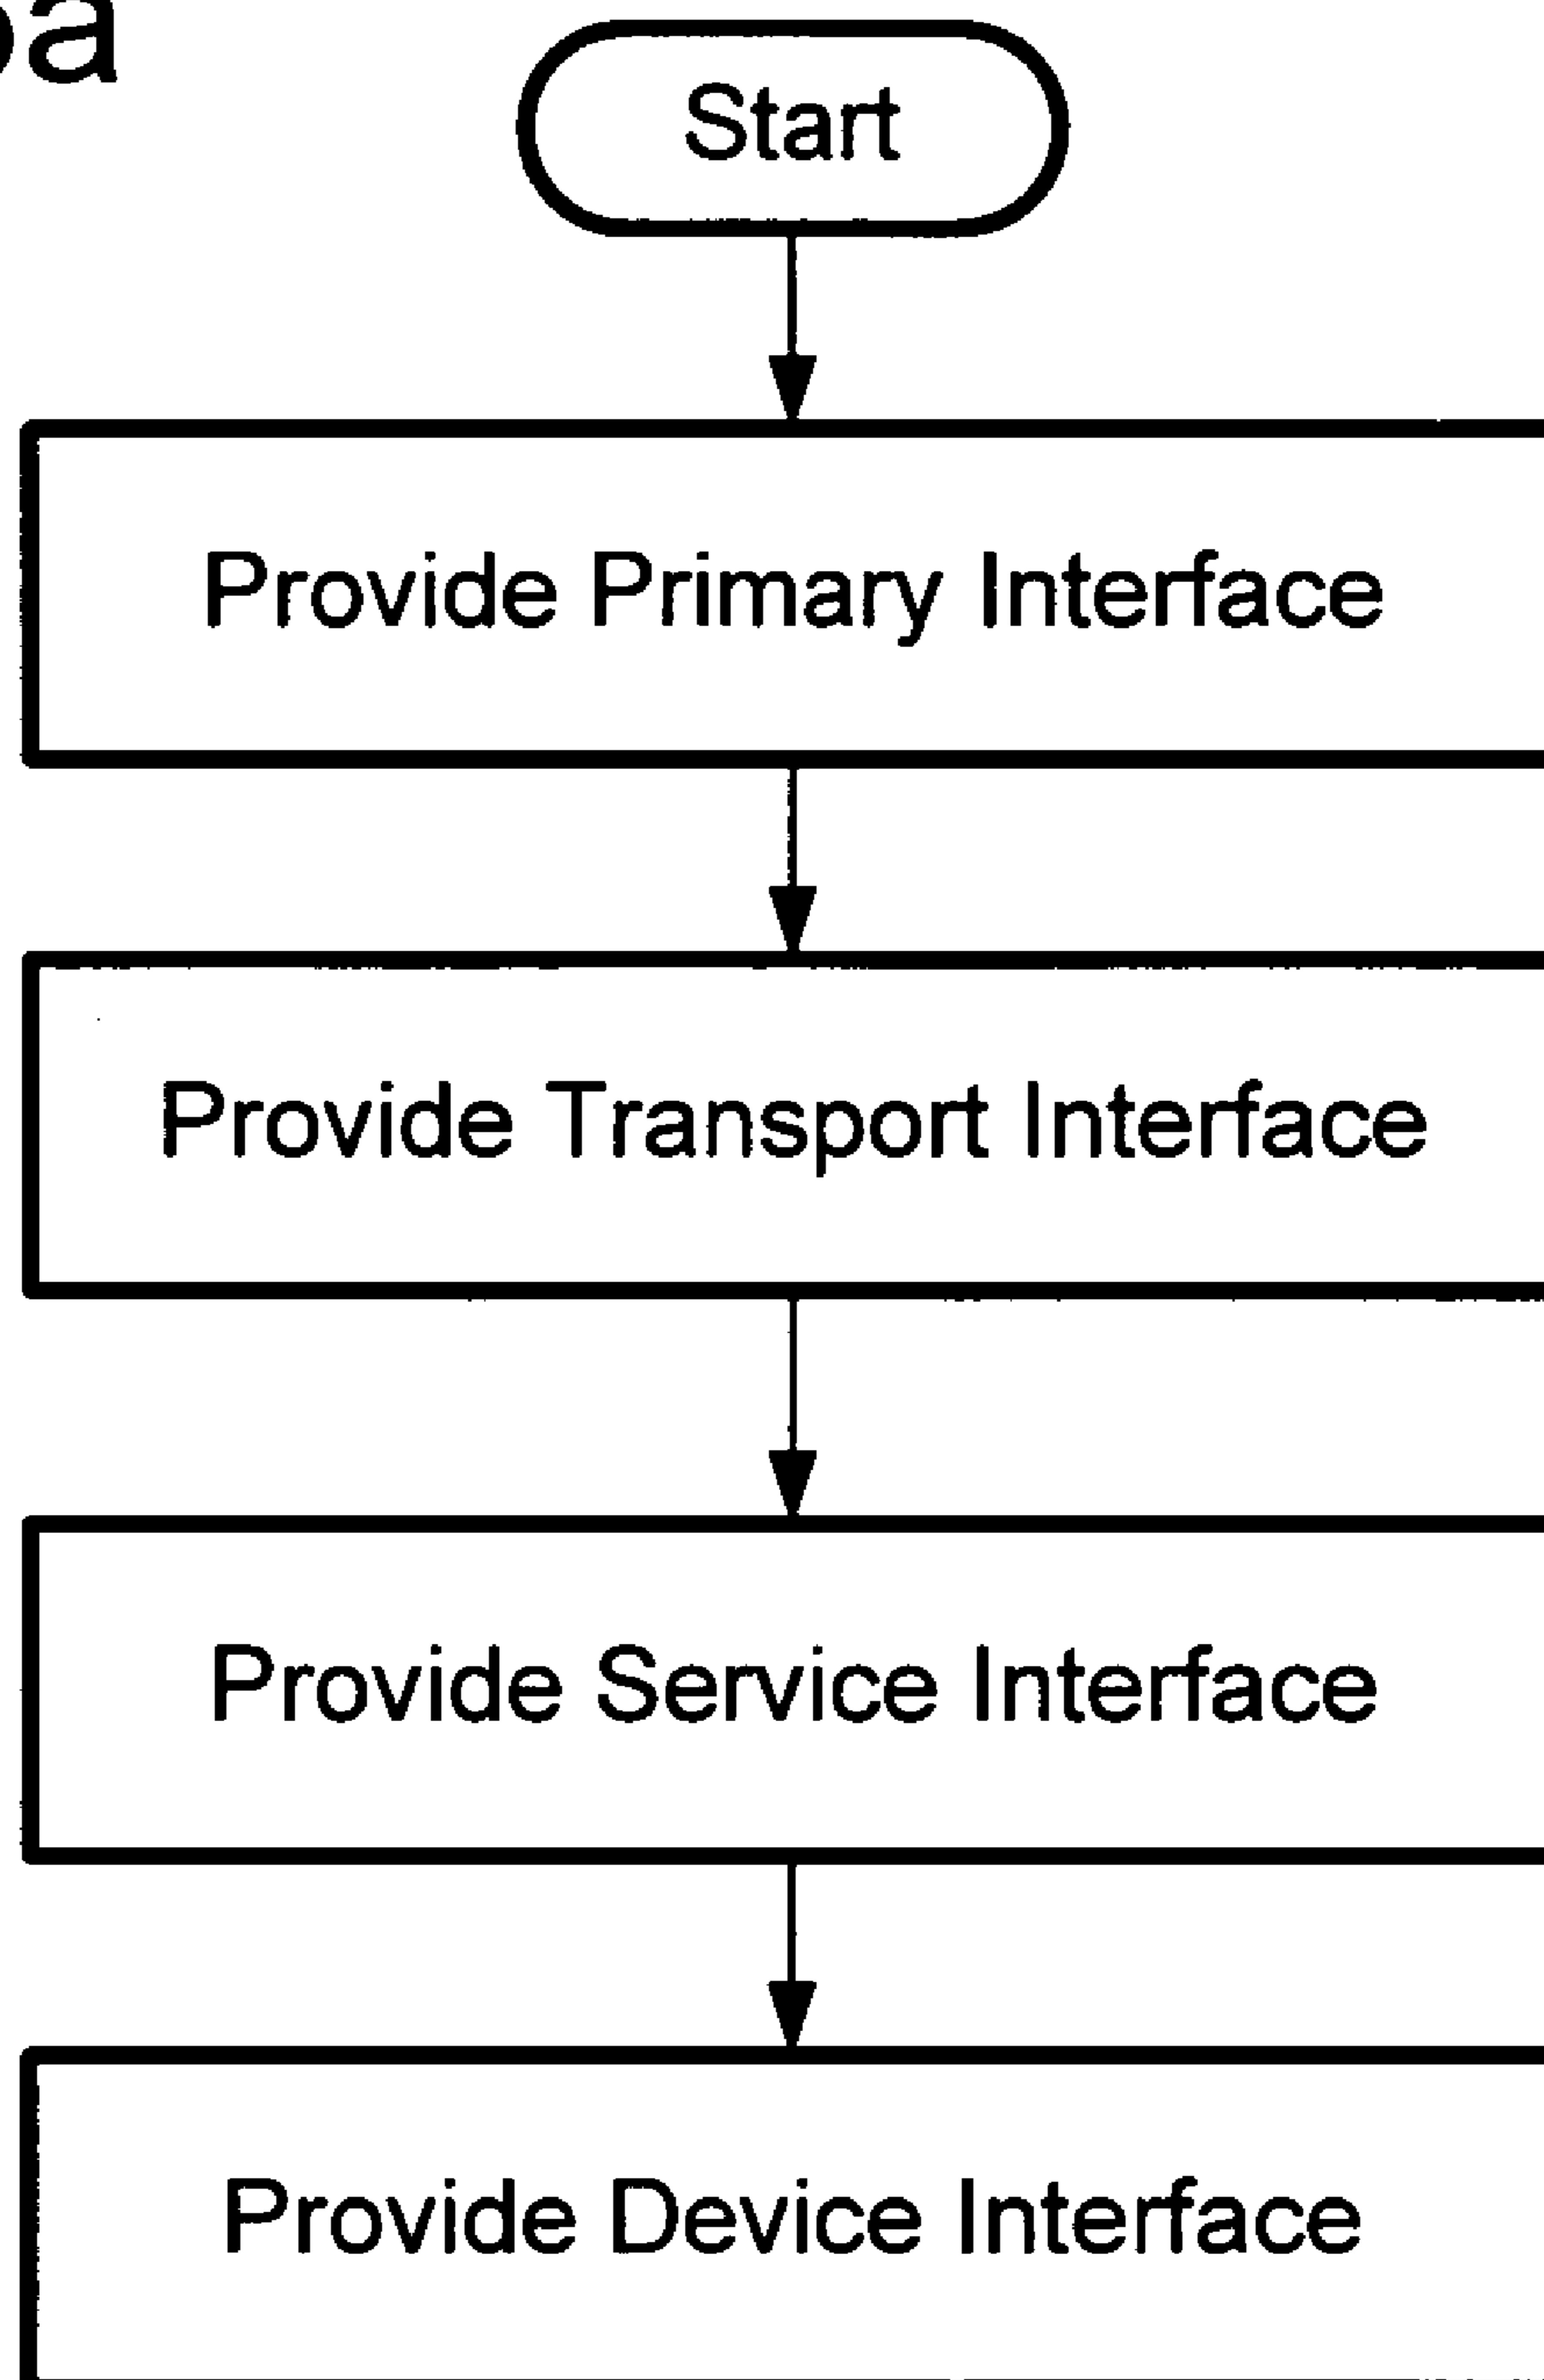 Start
Provide Primary Interface
Provide Transport Interface
Provide Service Interface
Provide Device Interface